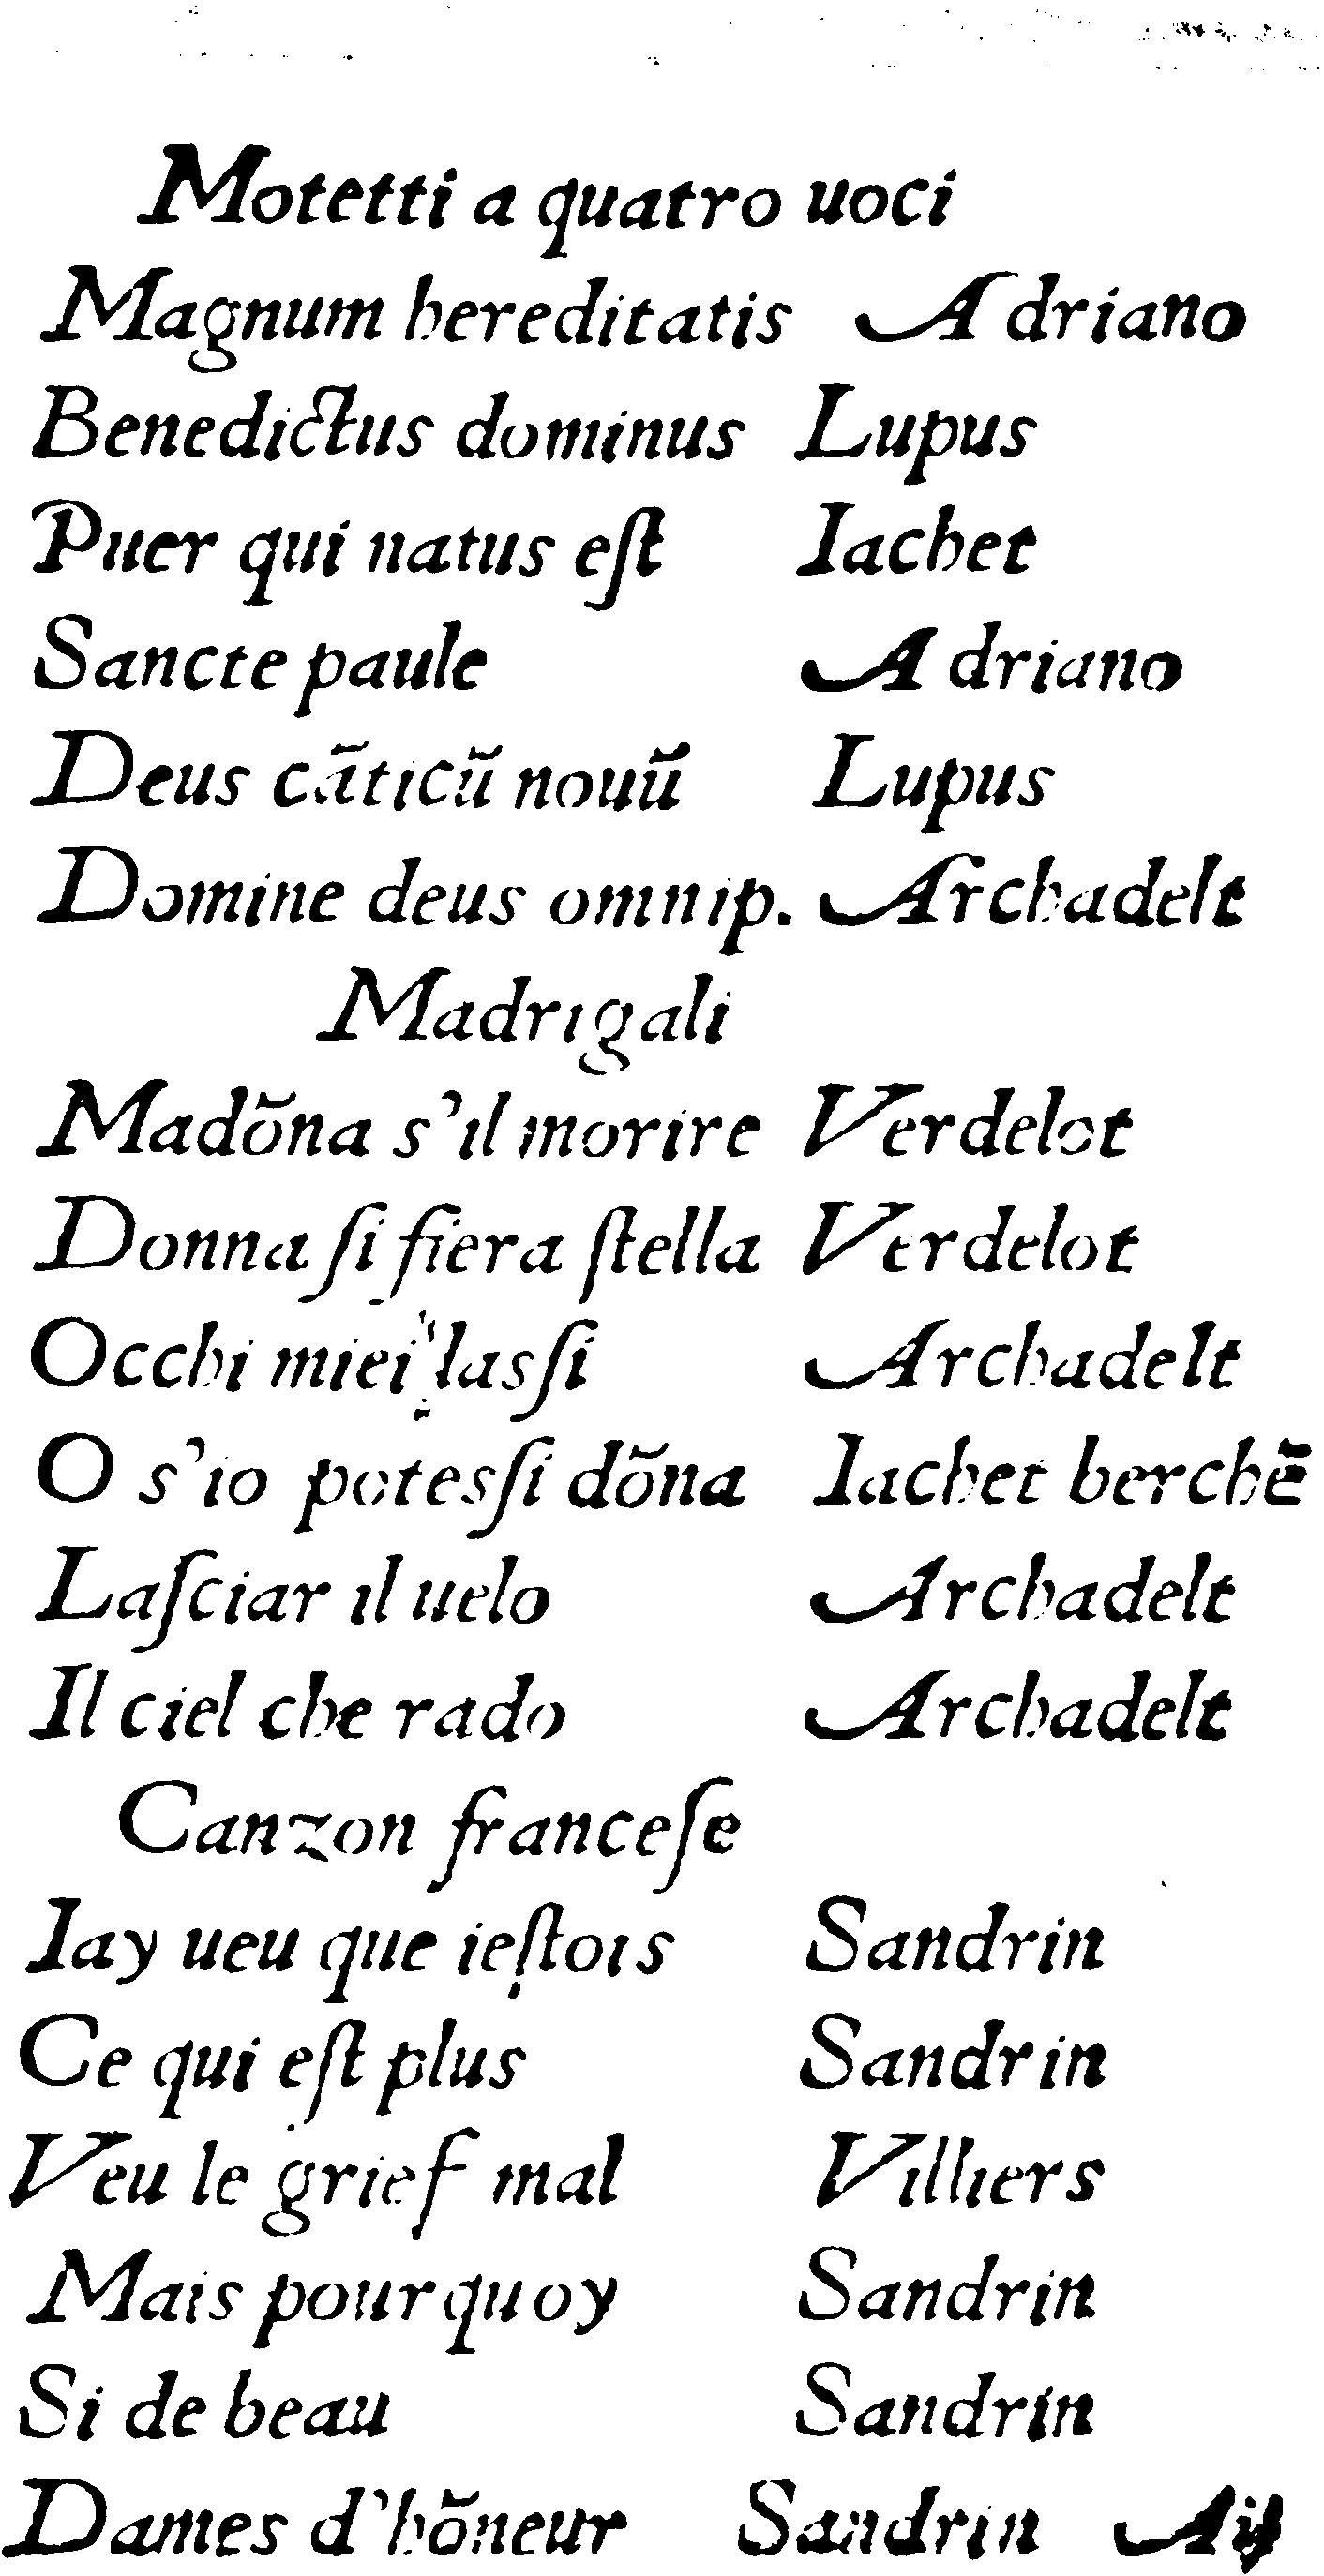 Motetti a quatro uoci
Magnum hereditatis Adriano
Benedictus dominus Lupus
Puer qui natus eſt Iachet
Sancte paule Adriano
Deus cãticũ nouũ Lupus
Domine deus omnip. Archadelt
Madrigali
Madõna s'il morire Verdelot
Donna ſi fiera ſtella Verdelot
Occhi miei lasſi Archadelt
O s'io potesſi dõna Iachet berchẽ
Laſciar il uelo Archadelt
Il ciel che rado Archadelt
Canzon franceſe
Iay ueu que ieſtois Sandrin
Ce qui eſt plus Sandrin
Veu le grief mal Villiers
Mais pourquoy Sandrin
Si de beau Sandrin
Dames d'hõneur Sandrin Aij